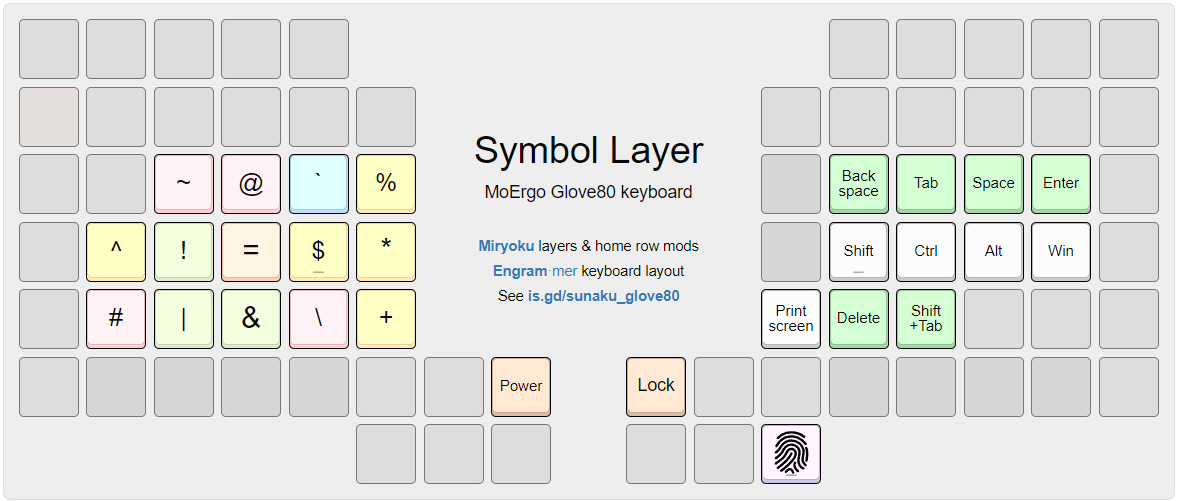 Symbol Layer
MoErgo Glove80 keyboard
Miryoku layers & home row mods
Engram·mer keyboard layout
See is.gd/sunaku_glove80
~ @ ` %
^ ! = $ *
# | & \ +
Power
Back
space
Tab
Space
Enter
Shift
Ctrl
Alt
Win
Print
screen
Delete
Shift
+Tab
Lock